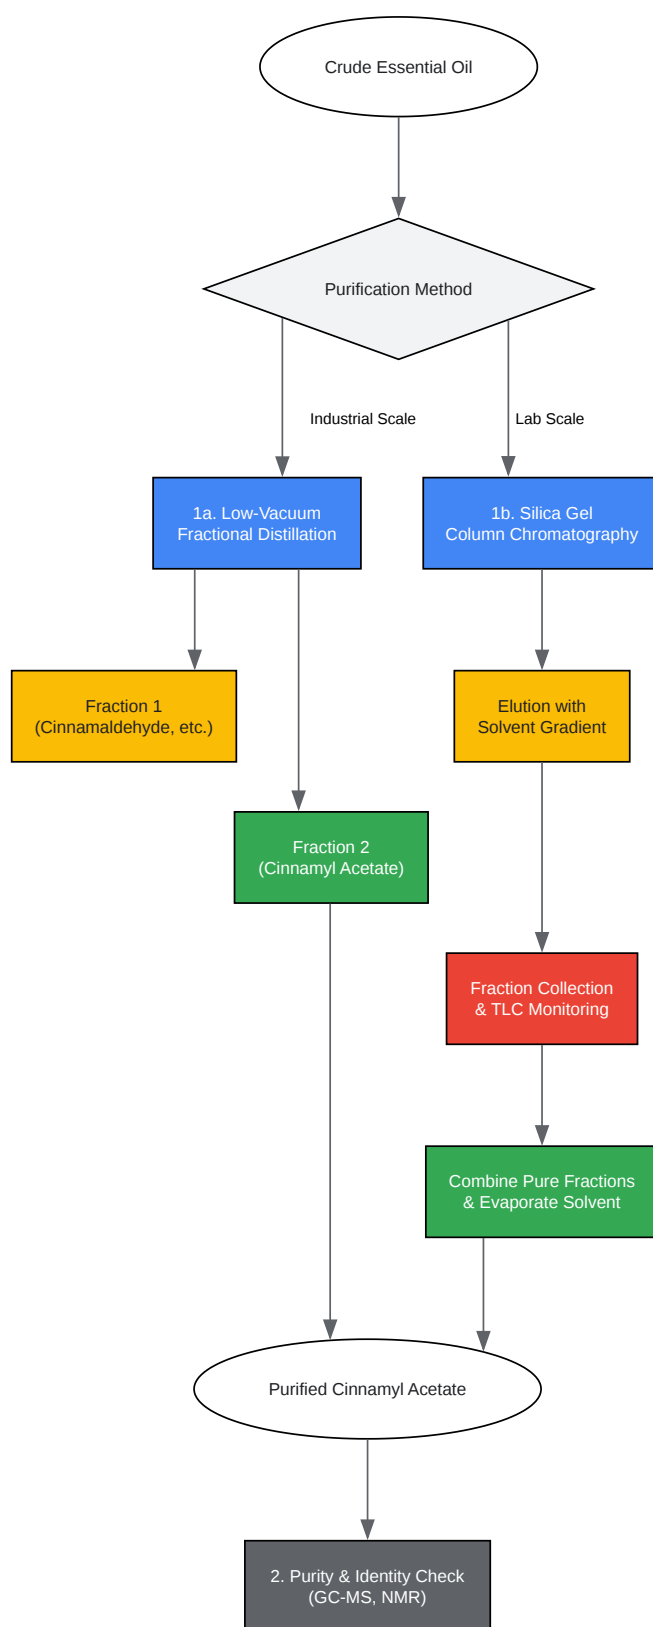 Crude Essential Oil
Purification Method
Industrial Scale
Lab Scale
1a. Low-Vacuum
Fractional Distillation
1b. Silica Gel
Column Chromatography
Fraction 1
(Cinnamaldehyde, etc.)
Elution with
Solvent Gradient
Fraction 2
(Cinnamyl Acetate)
Fraction Collection
& TLC Monitoring
Combine Pure Fractions
& Evaporate Solvent
Purified Cinnamyl Acetate
2. Purity & Identity Check
(GC-MS, NMR)